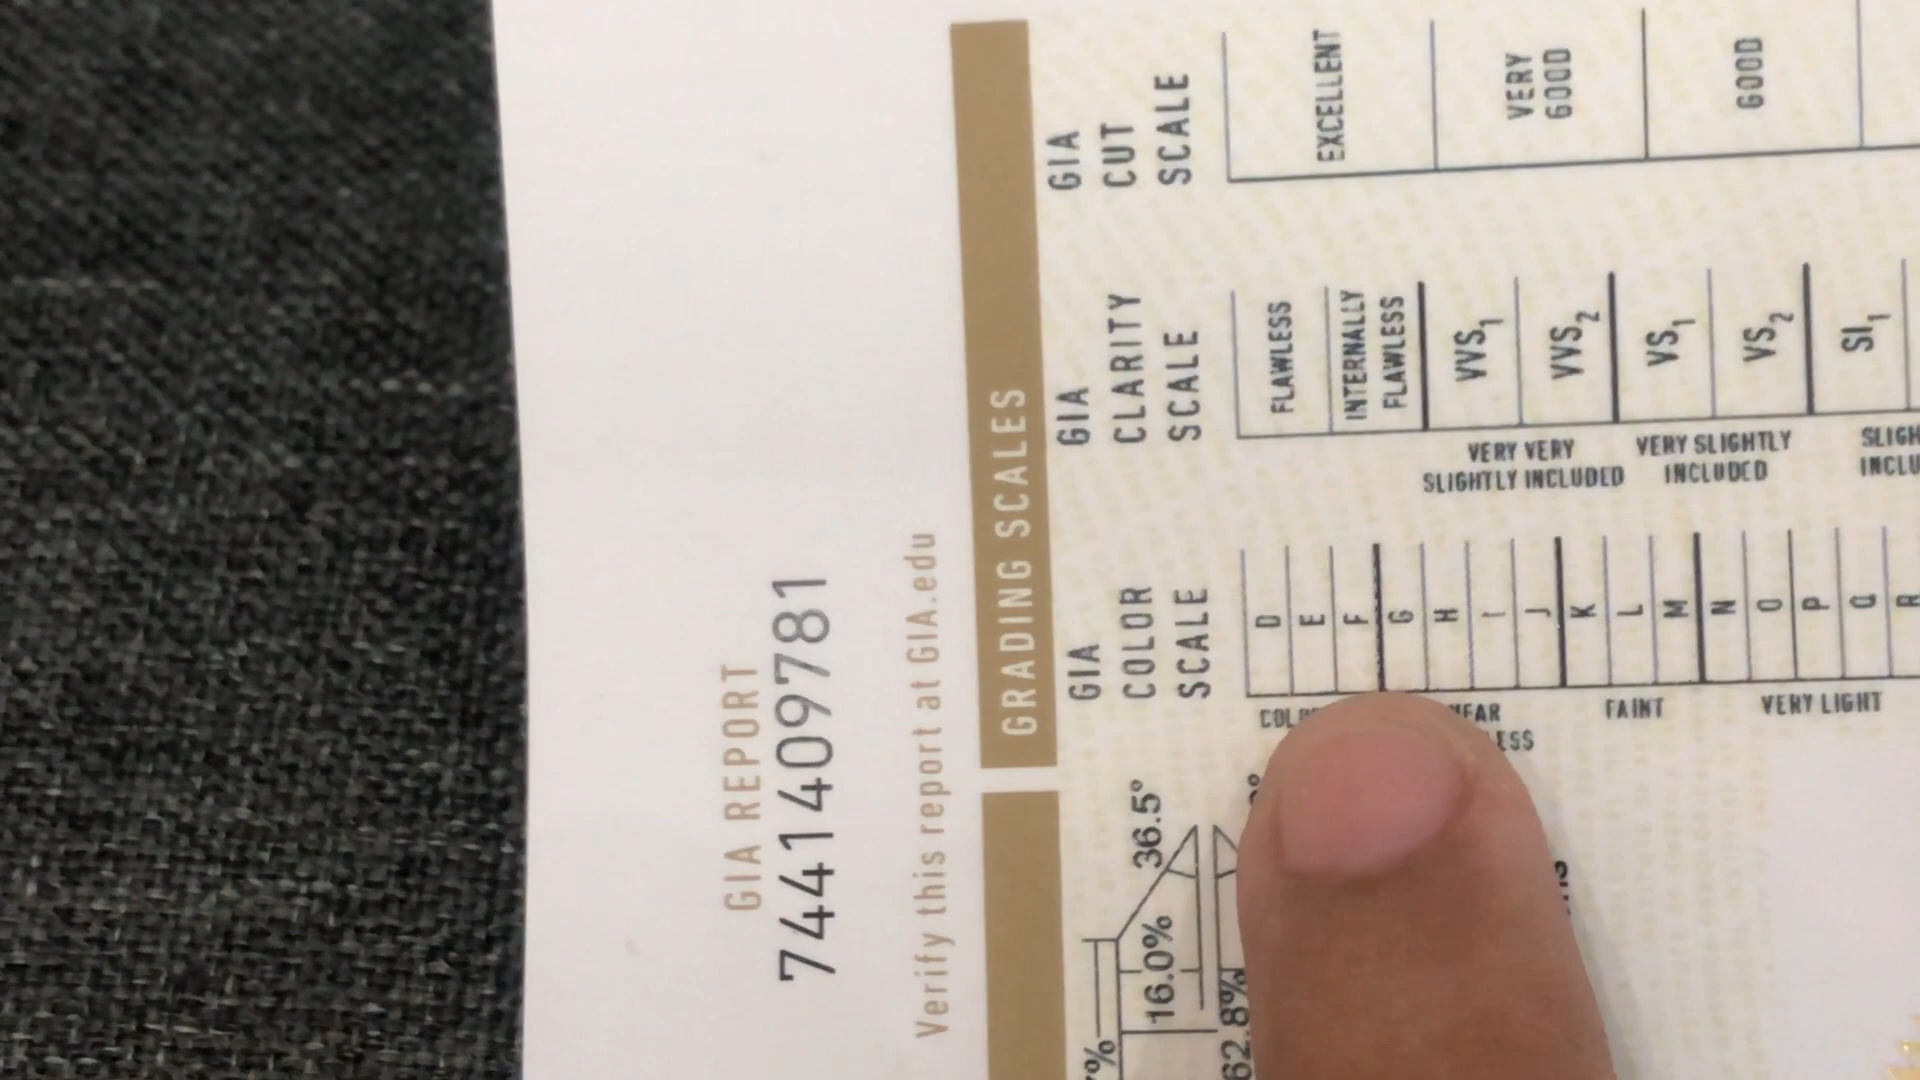 GIA REPORT
7441409781
Verify this report at GIA.edu
GRADING SCALES
GIA
COLOR
SCALE
D
E
F
G
H
I
J
K
L
M
N
O
P
Q
R
FAINT
VERY LIGHT
GIA
CLARITY
SCALE
FLAWLESS
INTERNALLY
FLAWLESS
VVS1
VVS2
VS1
VS2
SI1
VERY VERY
SLIGHTLY INCLUDED
VERY SLIGHTLY
INCLUDED
GIA
CUT
SCALE
EXCELLENT
VERY
GOOD
GOOD
36.5°
16.0%
62.8%